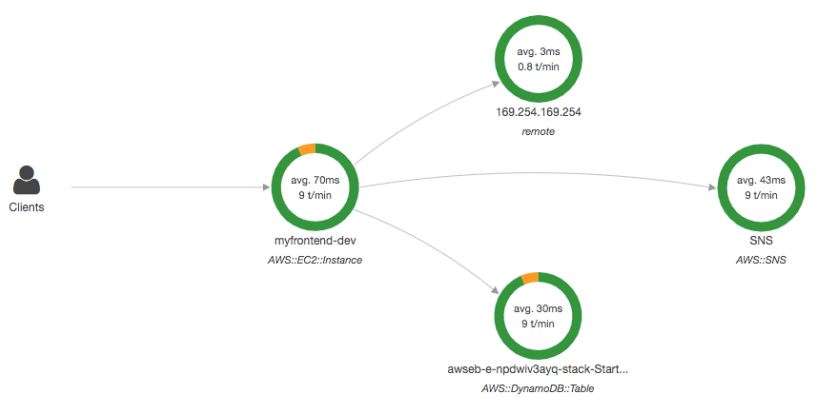 avg. 3ms
0.8 t/min
169.254.169.254
remote
Clients
avg. 70ms
9 t/min
myfrontend-dev
AWS::EC2::Instance
avg. 43ms
9 t/min
SNS
AWS::SNS
avg. 30ms
9 t/min
awseb-e-npdwiv3ayq-stack-Start...
AWS::DynamoDB::Table